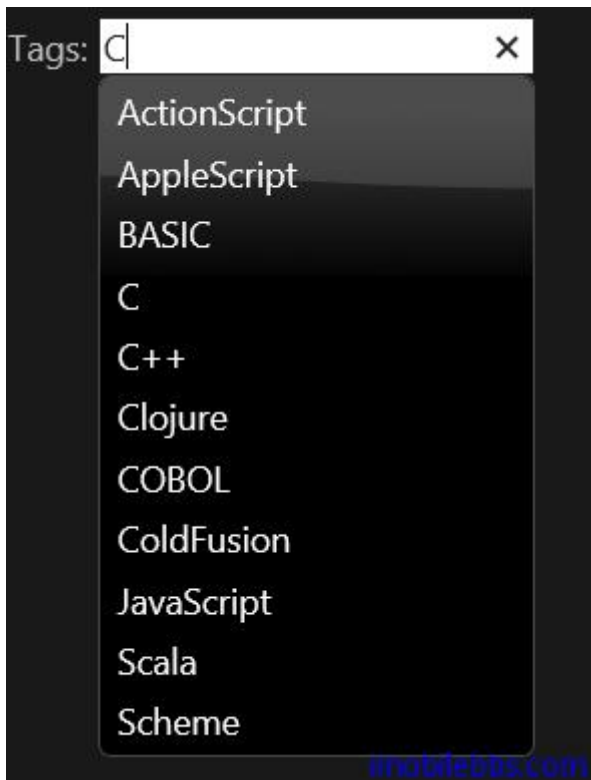 Tags: C
ActionScript
AppleScript
BASIC
C
C++
Clojure
COBOL
ColdFusion
JavaScript
Scala
Scheme
imobilebbs.com